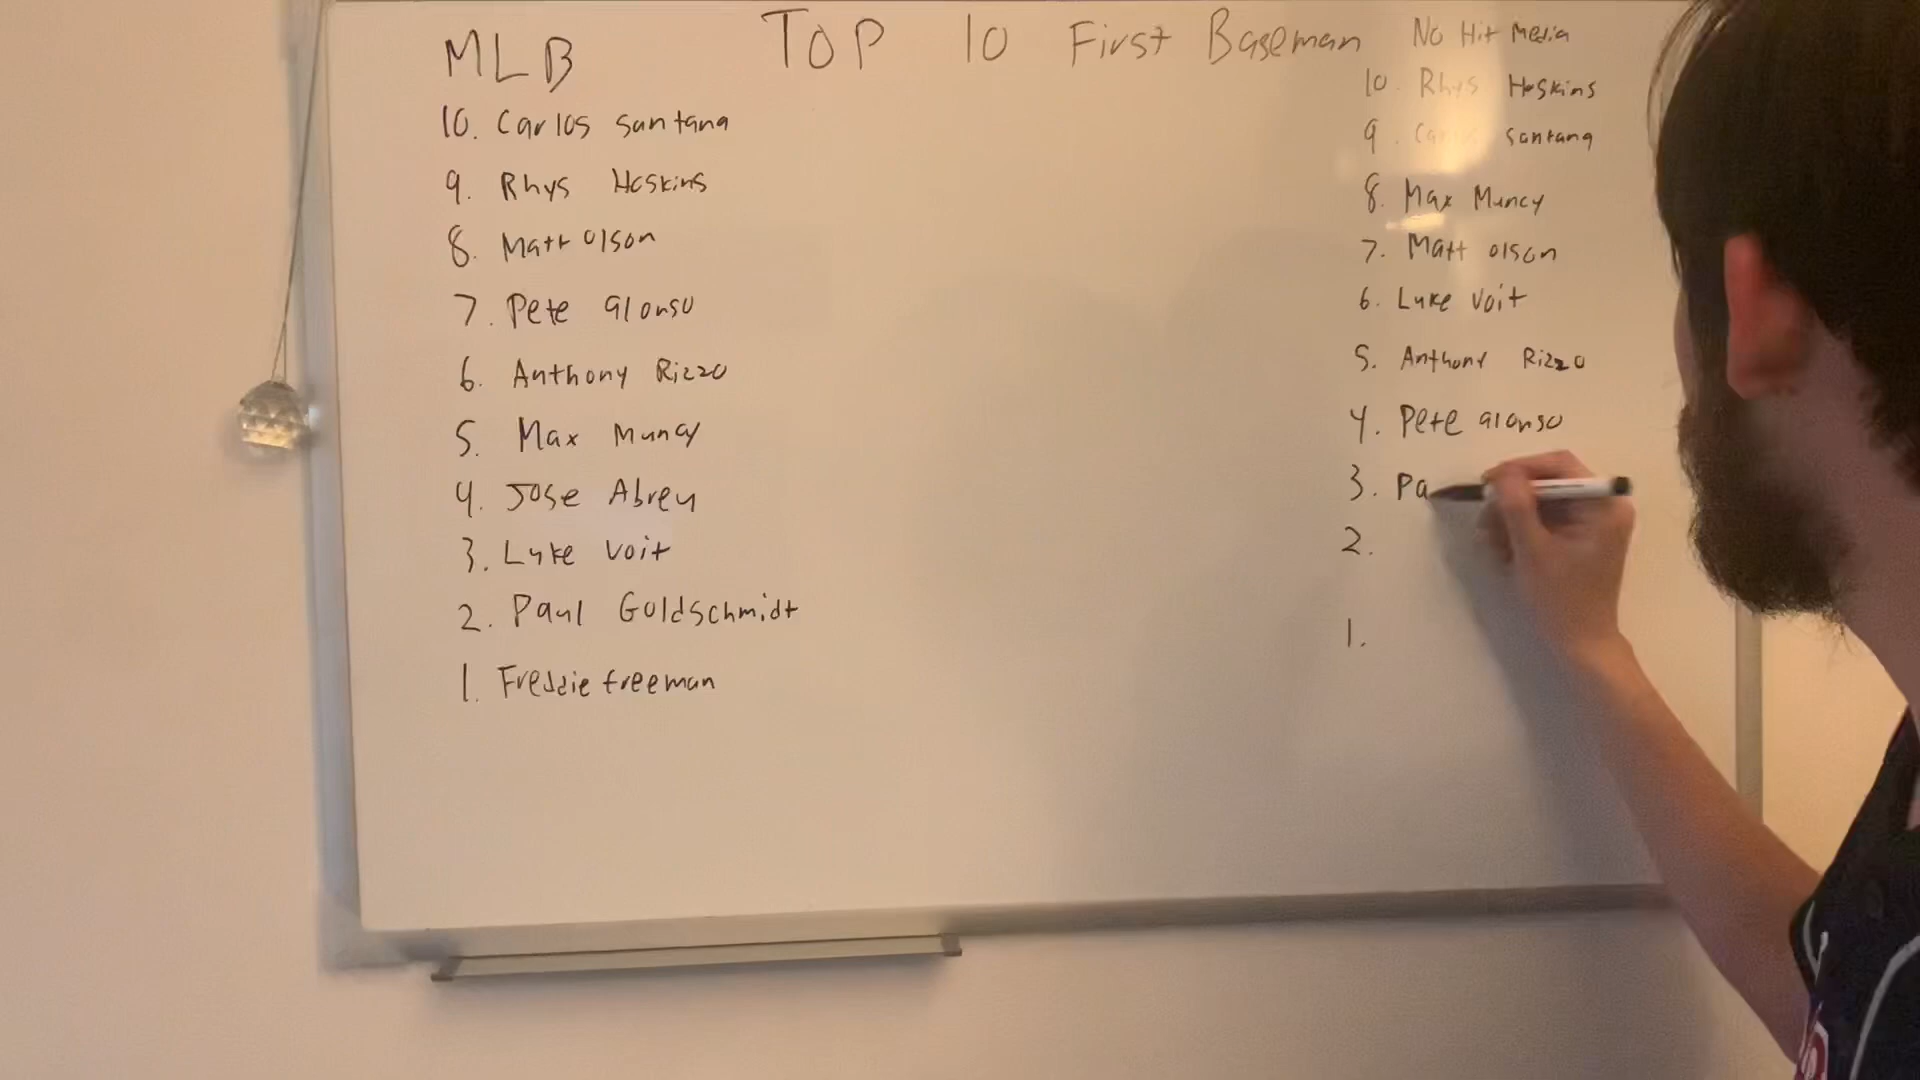 MLB
TOP 10 First Baseman
10. Carlos Santana
9. Rhys Hoskins
8. Matt Olson
7. Pete Alonso
6. Anthony Rizzo
5. Max Muncy
4. Jose Abreu
3. Luke Voit
2. Paul Goldschmidt
1. Freddie freeman
No Hit Media
10. Rhys Hoskins
9. Carlos Santana
8. Max Muncy
7. Matt Olson
6. Luke Voit
5. Anthony Rizzo
4. Pete Alonso
3. Pa
2.
1.